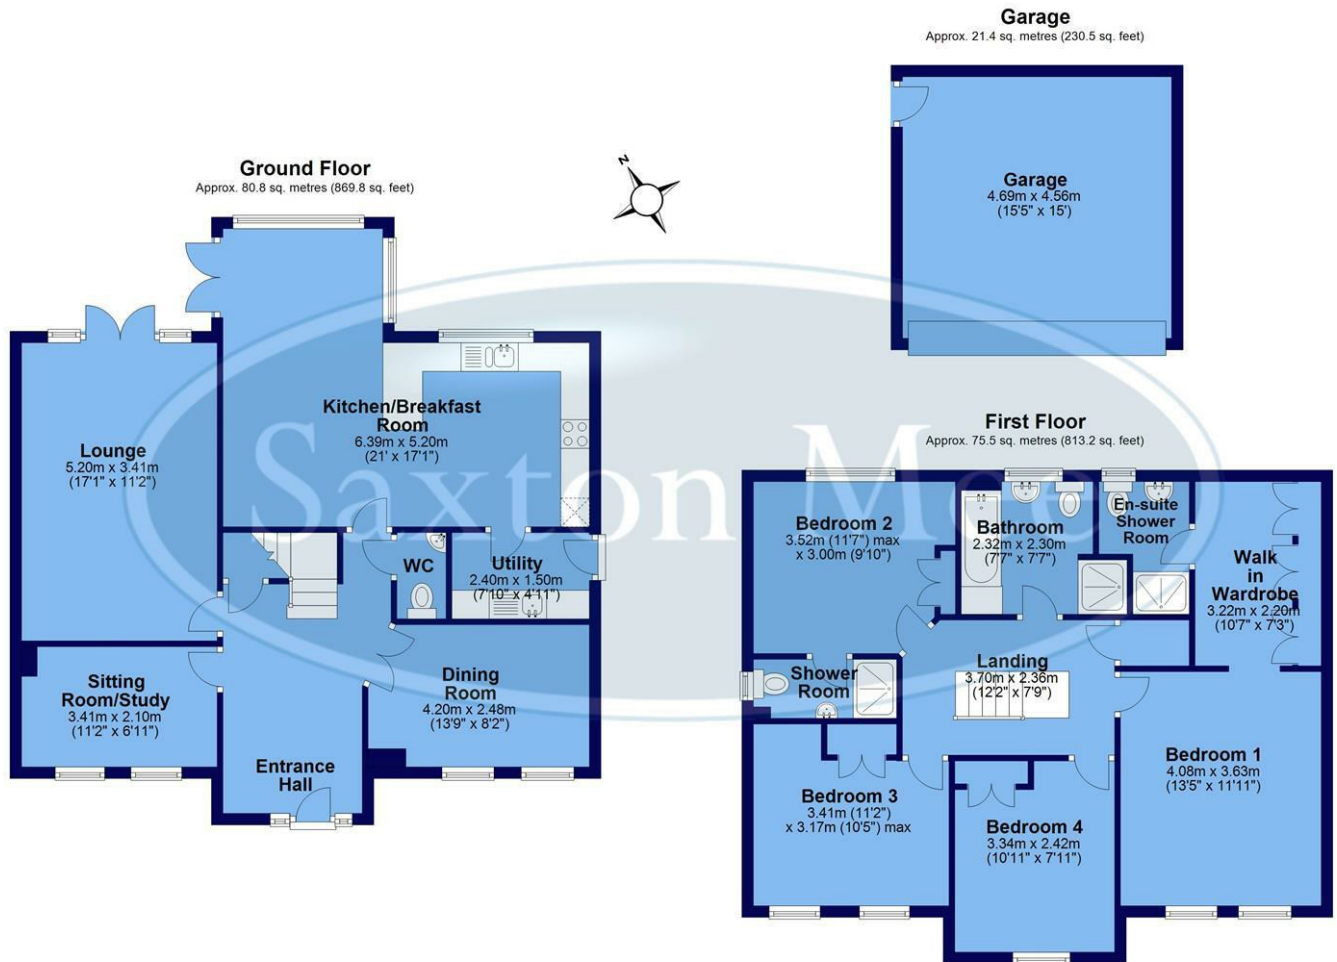 Garage
Approx. 21.4 sq. metres (230.5 sq. feet)
Garage
4.69m x 4.56m
(15'5" x 15')
N
Ground Floor
Approx. 80.8 sq. metres (869.8 sq. feet)
Lounge
5.20m x 3.41m
(17'1" x 11'2")
Kitchen/Breakfast
Room
6.39m x 5.20m
(21' x 17'1")
WC
Utility
2.40m x 1.50m
(7'10" x 4'11")
Sitting
Room/Study
3.41m x 2.10m
(11'2" x 6'11")
Dining
Room
4.20m x 2.48m
(13'9" x 8'2")
Entrance
Hall
First Floor
Approx. 75.5 sq. metres (813.2 sq. feet)
Bedroom 2
3.52m (11'7") max
x 3.00m (9'10")
Bathroom
2.32m x 2.30m
(7'7" x 7'7")
En-suite
Shower
Room
Walk
in
Wardrobe
3.22m x 2.20m
(10'7" x 7'3")
Shower
Room
Landing
3.70m x 2.36m
(12'2" x 7'9")
Bedroom 3
3.41m (11'2")
x 3.17m (10'5") max
Bedroom 4
3.34m x 2.42m
(10'11" x 7'11")
Bedroom 1
4.08m x 3.63m
(13'5" x 11'11")
Saxton Mee